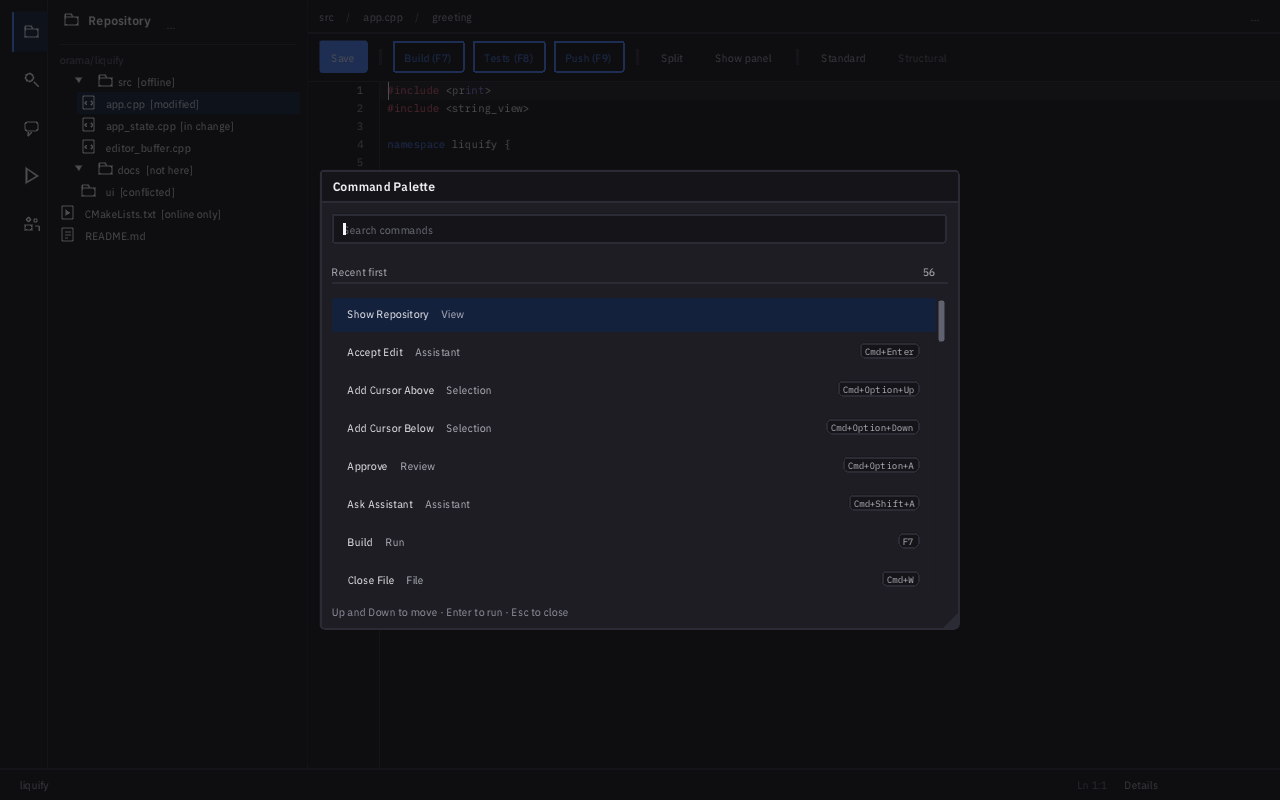 Repository
...
src / app.cpp / greeting
...
orama/liquify
Save
Build (F7)
Tests (F8)
Push (F9)
Split
Show panel
Standard
Structural
src [offline]
app.cpp [modified]
app_state.cpp [in change]
editor_buffer.cpp
docs [not here]
ui [conflicted]
CMakeLists.txt [online only]
README.md
1 #include <print>
2 #include <string_view>
3
4 namespace liquify {
5
Command Palette
Search commands
Recent first 56
Show Repository View
Accept Edit Assistant Cmd+Enter
Add Cursor Above Selection Cmd+Option+Up
Add Cursor Below Selection Cmd+Option+Down
Approve Review Cmd+Option+A
Ask Assistant Assistant Cmd+Shift+A
Build Run F7
Close File File Cmd+W
Up and Down to move · Enter to run · Esc to close
liquify
Ln 1:1
Details